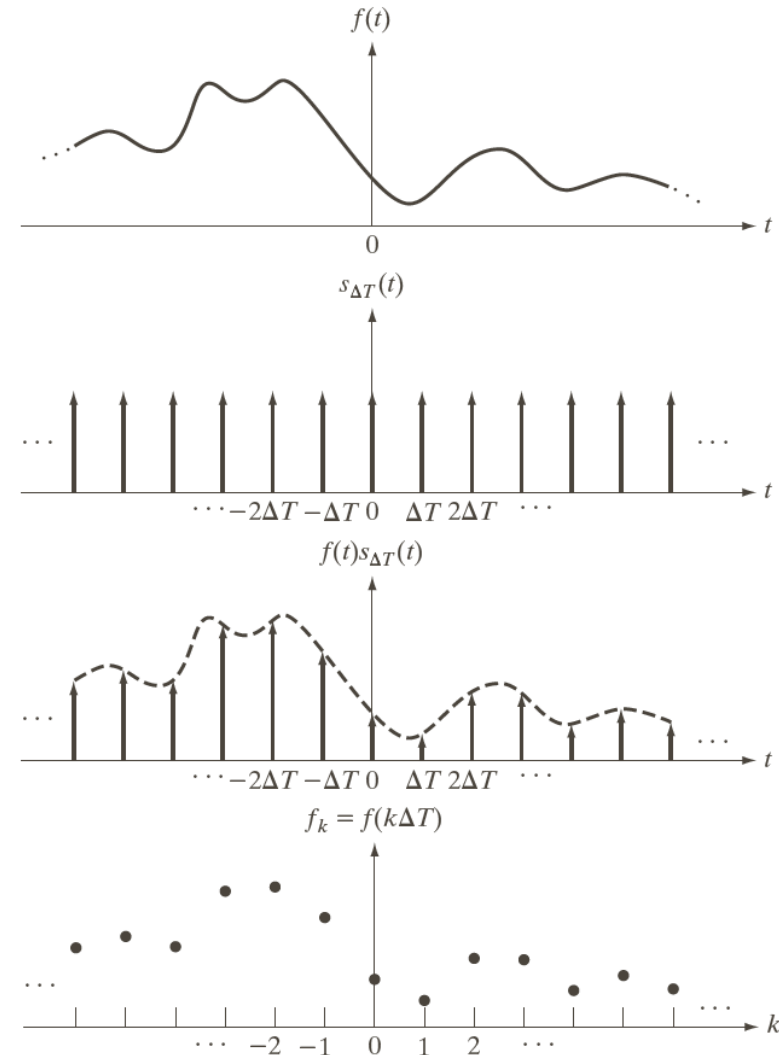 f(t)
t
0
s_ΔT(t)
. . .
. . .
t
. . . −2ΔT −ΔT 0 ΔT 2ΔT . . .
f(t)s_ΔT(t)
. . .
. . .
t
. . . −2ΔT −ΔT 0 ΔT 2ΔT . . .
f_k = f(kΔT)
. . .
. . .
k
. . . −2 −1 0 1 2 . . .